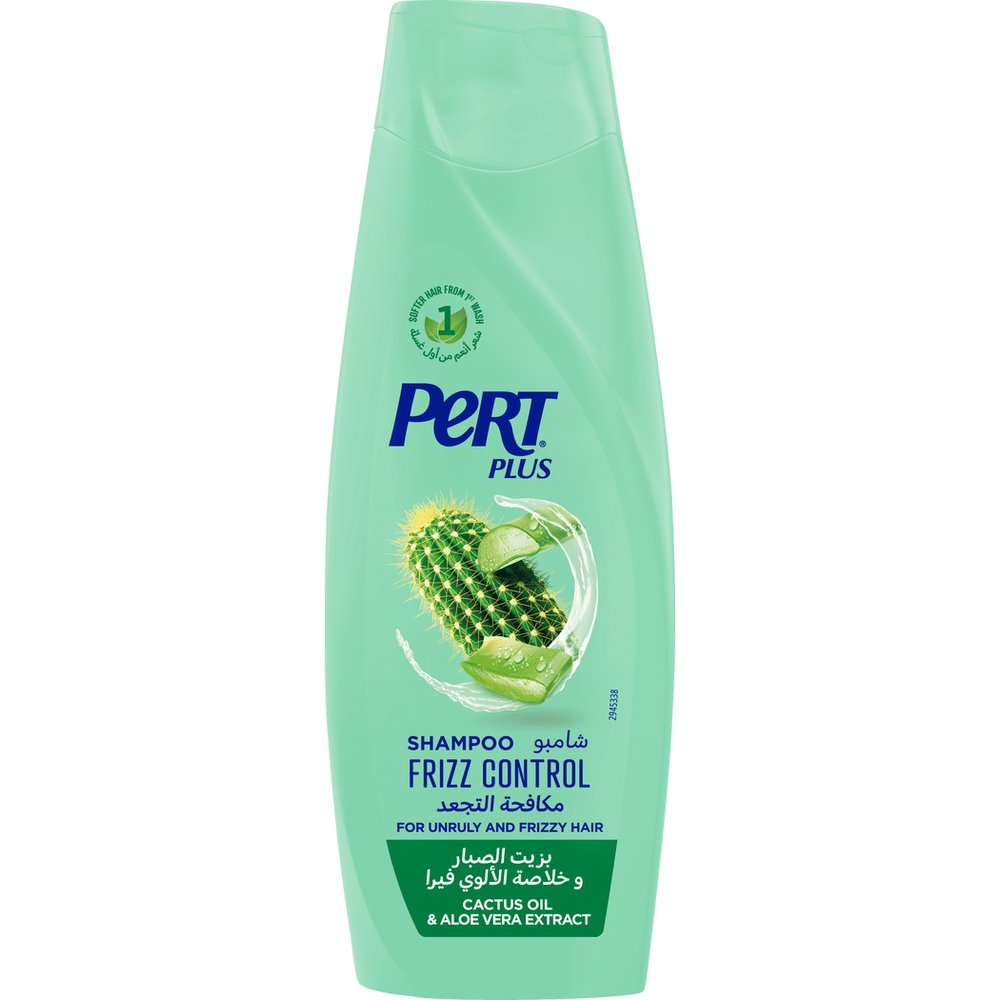 SOFTER HAIR FROM 1ST WASH
1
شعر أنعم من أول غسلة
PERT®
PLUS
2945338
SHAMPOO شامبو
FRIZZ CONTROL
مكافحة التجعد
FOR UNRULY AND FRIZZY HAIR
بزيت الصبار
و خلاصة الألوي فيرا
CACTUS OIL
& ALOE VERA EXTRACT